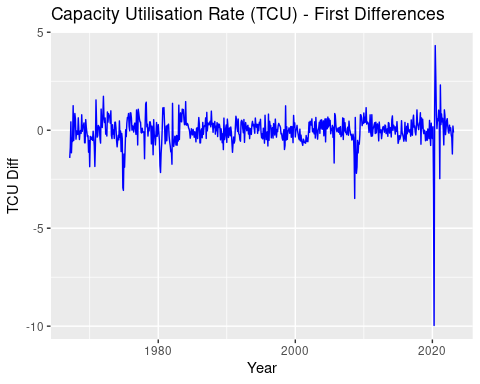 Capacity Utilisation Rate (TCU) - First Differences
TCU Diff
5
0
-5
-10
1980
2000
2020
Year